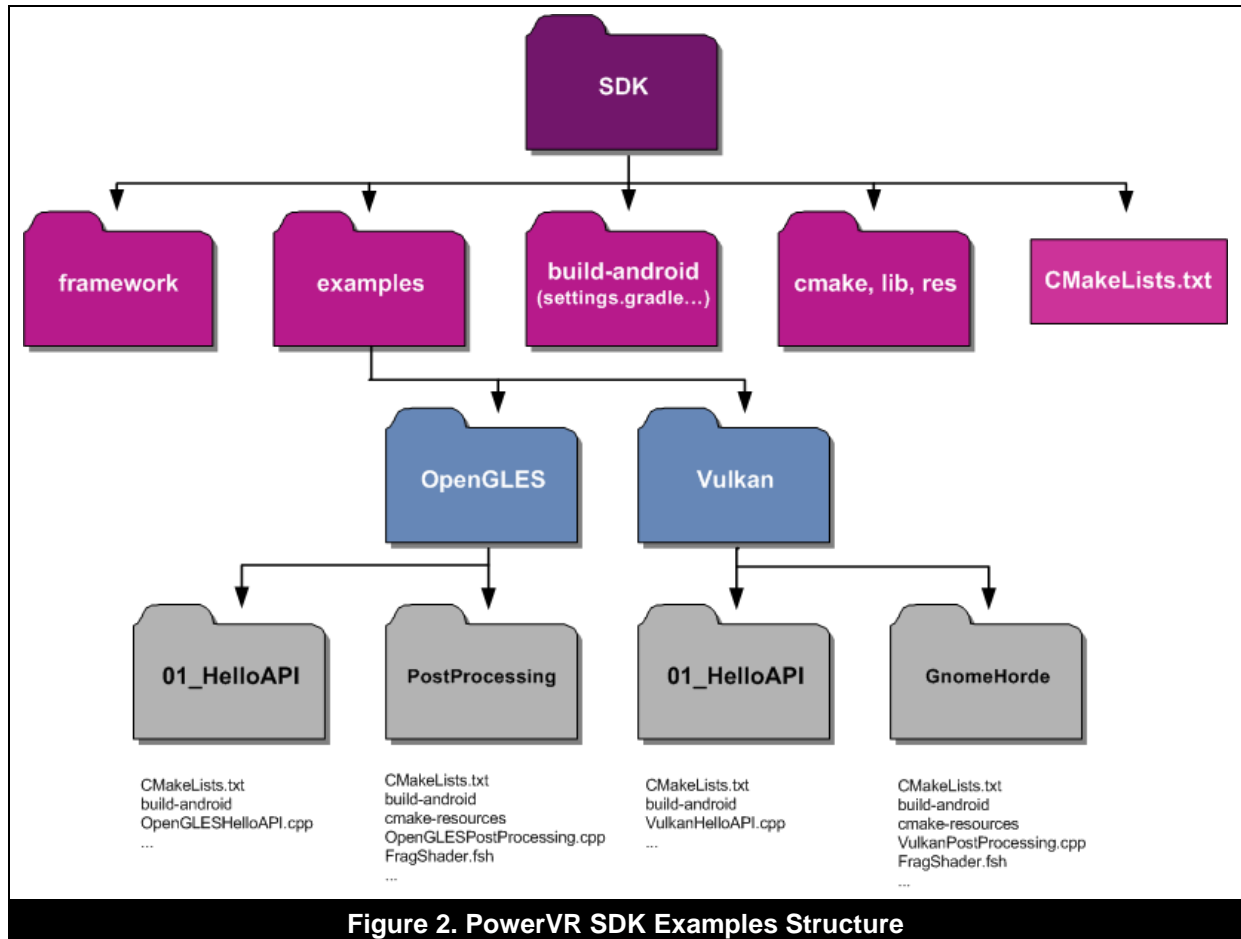 SDK
framework
examples
build-android
(settings.gradle...)
cmake, lib, res
CMakeLists.txt
OpenGLES
Vulkan
01_HelloAPI
PostProcessing
01_HelloAPI
GnomeHorde
CMakeLists.txt
build-android
OpenGLESHelloAPI.cpp
...
CMakeLists.txt
build-android
cmake-resources
OpenGLESPostProcessing.cpp
FragShader.fsh
...
CMakeLists.txt
build-android
VulkanHelloAPI.cpp
...
CMakeLists.txt
build-android
cmake-resources
VulkanPostProcessing.cpp
FragShader.fsh
...
Figure 2. PowerVR SDK Examples Structure